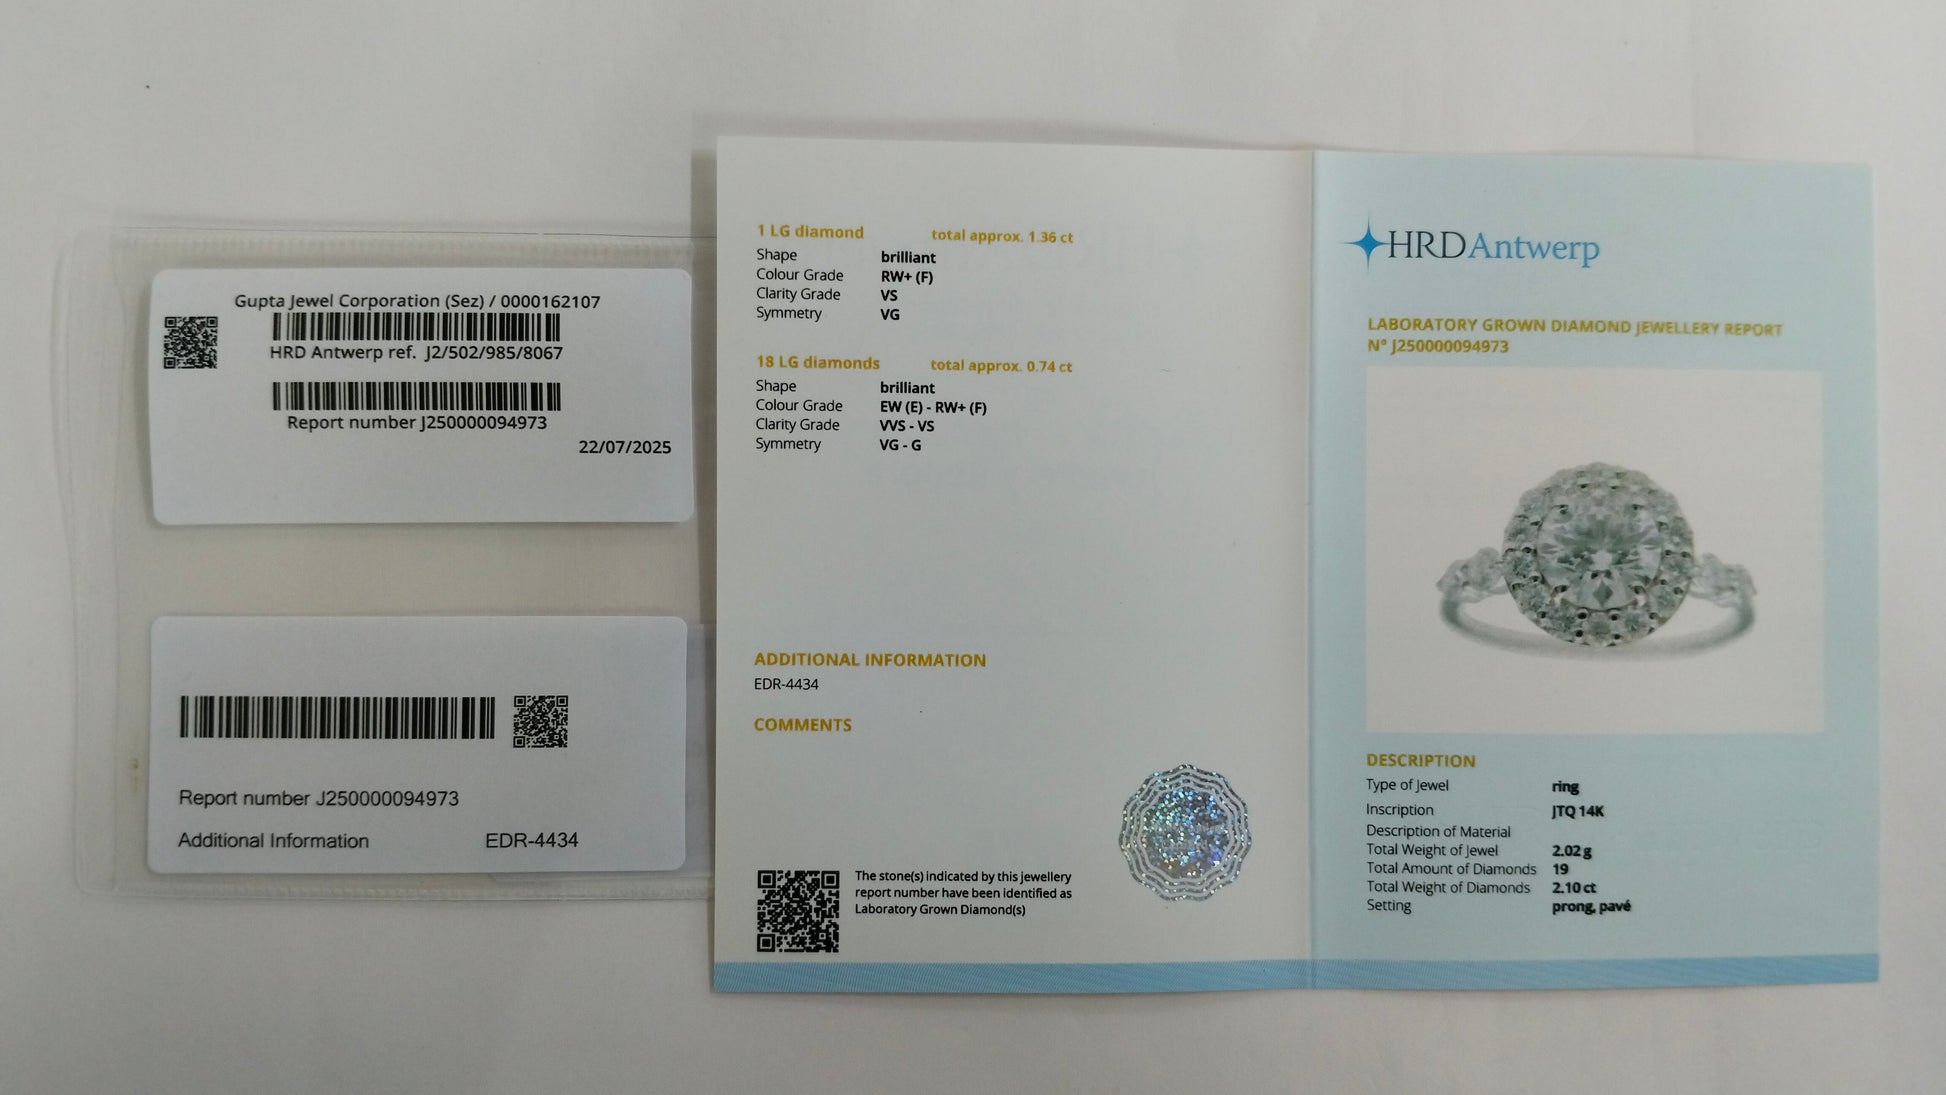 Gupta Jewel Corporation (Sez) / 0000162107
HRD Antwerp ref. J2/502/985/8067
Report number J250000094973
22/07/2025
Report number J250000094973
Additional Information EDR-4434
1 LG diamond total approx. 1.36 ct
Shape brilliant
Colour Grade RW+ (F)
Clarity Grade VS
Symmetry VG
18 LG diamonds total approx. 0.74 ct
Shape brilliant
Colour Grade EW (E) - RW+ (F)
Clarity Grade VVS - VS
Symmetry VG - G
ADDITIONAL INFORMATION
EDR-4434
COMMENTS
The stone(s) indicated by this jewellery
report number have been identified as
Laboratory Grown Diamond(s)
HRD Antwerp
LABORATORY GROWN DIAMOND JEWELLERY REPORT
N° J250000094973
DESCRIPTION
Type of Jewel ring
Inscription JTQ 14K
Description of Material
Total Weight of Jewel 2.02 g
Total Amount of Diamonds 19
Total Weight of Diamonds 2.10 ct
Setting prong, pavé